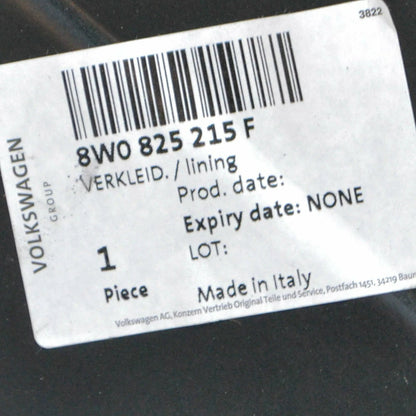 3822
8W0 825 215 F
VERKLEID. / lining
Prod. date:
Expiry date: NONE
LOT:
1
Piece
Made in Italy
Volkswagen AG, Konzern Vertrieb Original Teile und Service, Postfach 1451, 34219 Baun
VOLKSWAGEN
GROUP